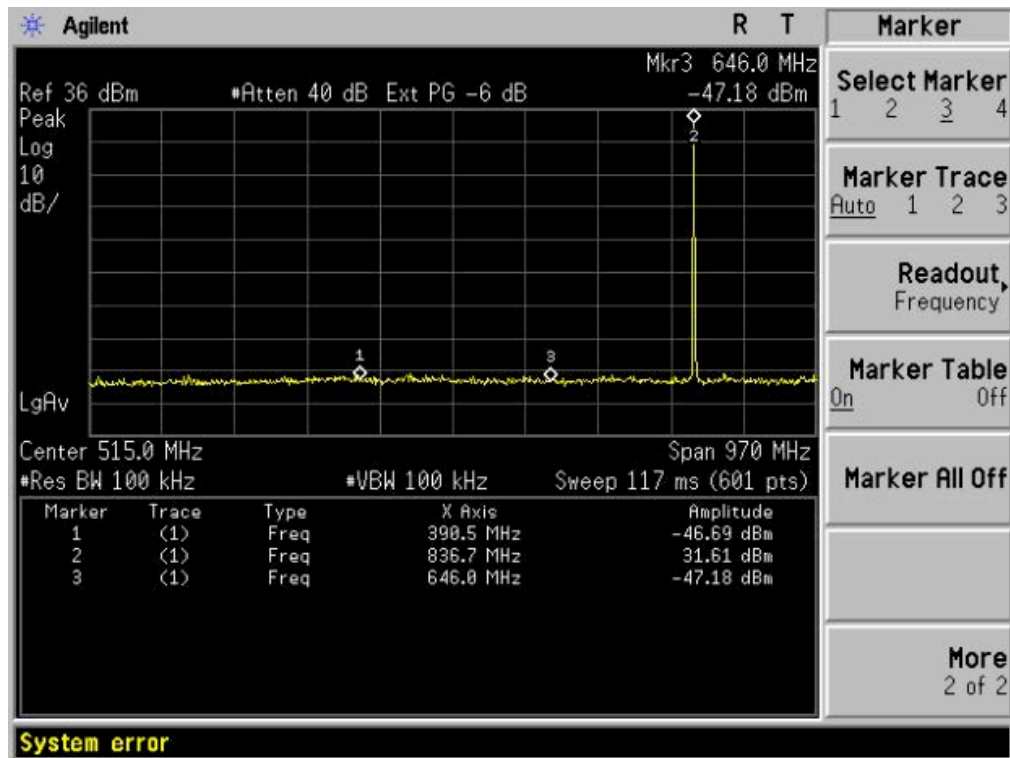 Agilent R T
Mkr3 646.0 MHz
Ref 36 dBm #Atten 40 dB Ext PG -6 dB -47.18 dBm
Peak
Log
10
dB/
2
1
3
LgAv
Center 515.0 MHz Span 970 MHz
#Res BW 100 kHz #VBW 100 kHz Sweep 117 ms (601 pts)
Marker Trace Type X Axis Amplitude
1 (1) Freq 390.5 MHz -46.69 dBm
2 (1) Freq 836.7 MHz 31.61 dBm
3 (1) Freq 646.0 MHz -47.18 dBm
Marker
Select Marker
1 2 3 4
Marker Trace
Auto 1 2 3
Readout
Frequency
Marker Table
On Off
Marker All Off
More
2 of 2
System error